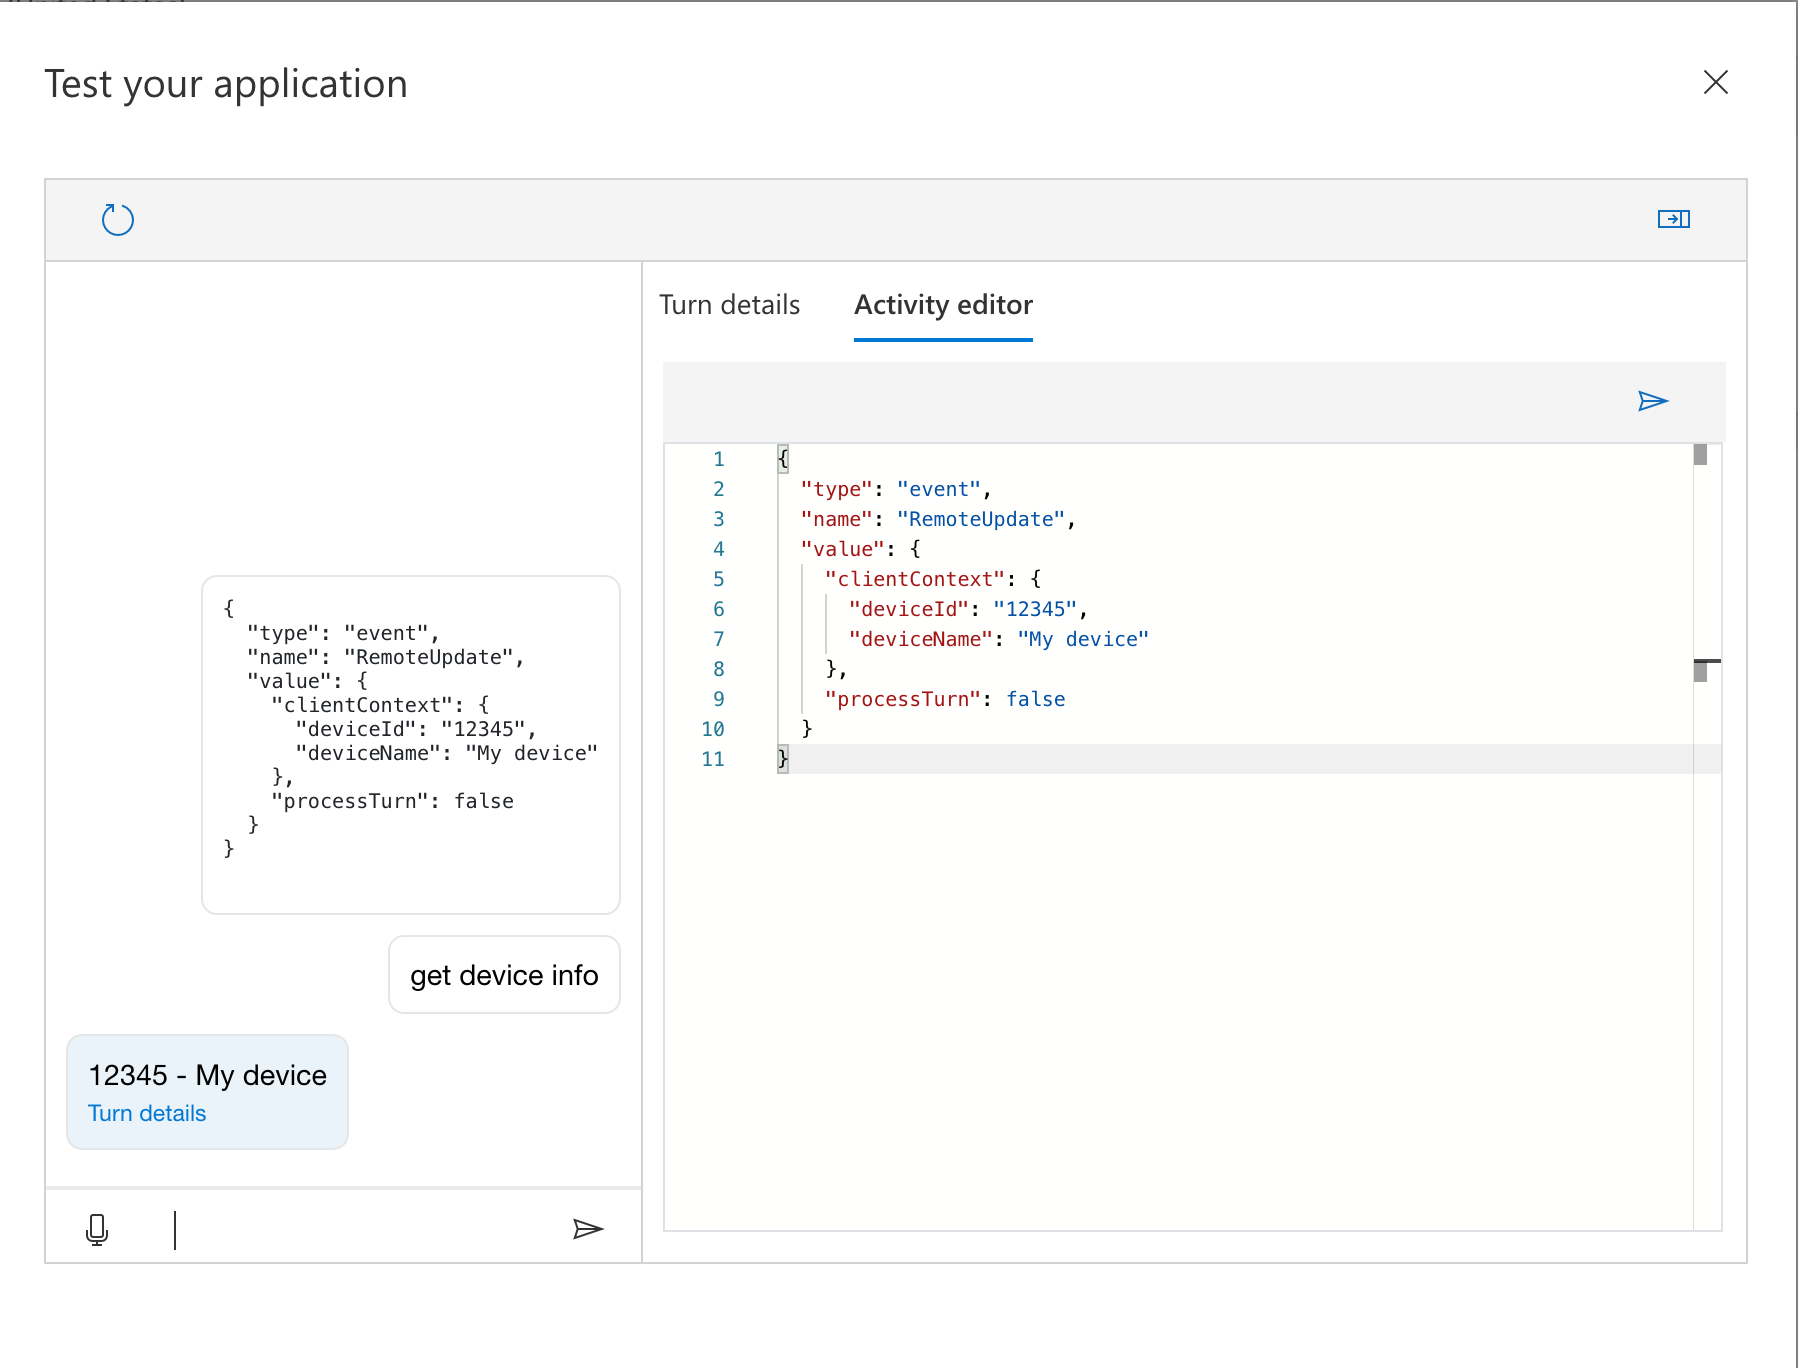 Test your application
{
"type": "event",
"name": "RemoteUpdate",
"value": {
"clientContext": {
"deviceId": "12345",
"deviceName": "My device"
},
"processTurn": false
}
}
get device info
12345 - My device
Turn details
Turn details Activity editor
1 {
2 "type": "event",
3 "name": "RemoteUpdate",
4 "value": {
5 "clientContext": {
6 "deviceId": "12345",
7 "deviceName": "My device"
8 },
9 "processTurn": false
10 }
11 }